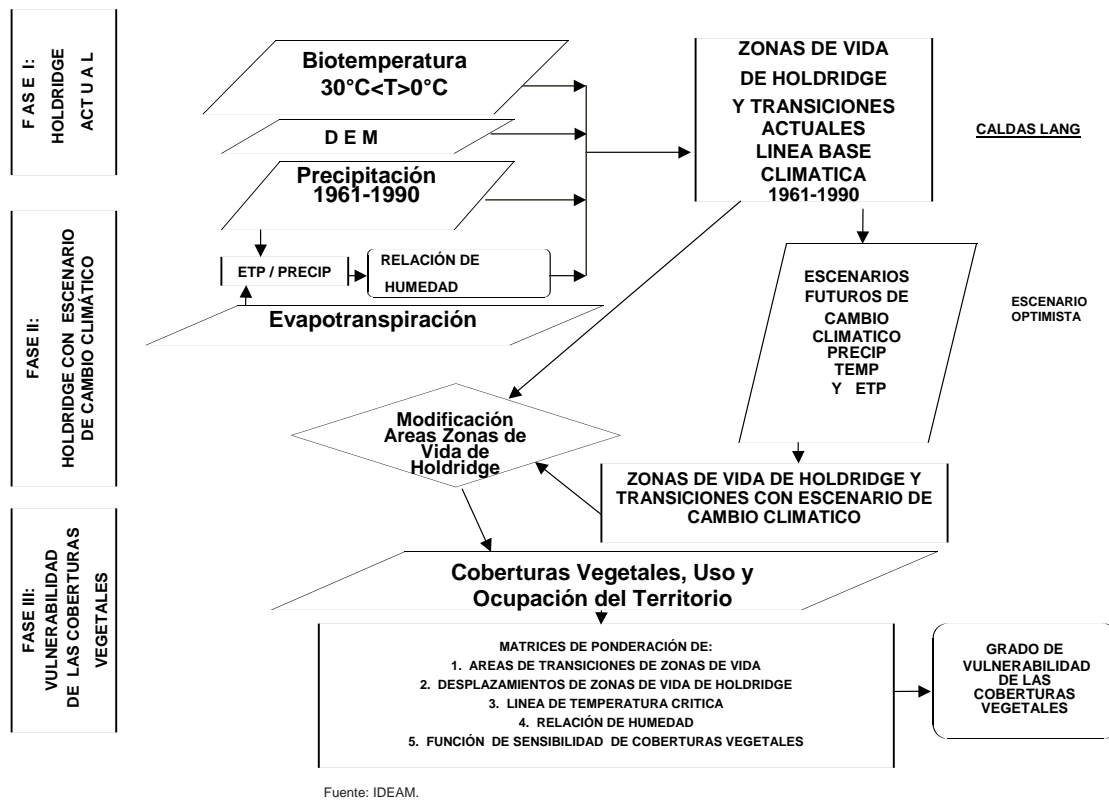 FAS E I:
HOLDRIDGE
ACT U A L
Biotemperatura
30°C<T>0°C
D E M
Precipitación
1961-1990
ETP / PRECIP
RELACIÓN DE
HUMEDAD
Evapotranspiración
ZONAS DE VIDA
DE HOLDRIDGE
Y TRANSICIONES
ACTUALES
LINEA BASE
CLIMATICA
1961-1990
CALDAS LANG
FASE II:
HOLDRIDGE CON ESCENARIO
DE CAMBIO CLIMÁTICO
ESCENARIOS
FUTUROS DE
CAMBIO
CLIMATICO
PRECIP
TEMP
Y ETP
ESCENARIO
OPTIMISTA
Modificación
Areas Zonas de
Vida de
Holdridge
ZONAS DE VIDA DE HOLDRIDGE Y
TRANSICIONES CON ESCENARIO DE
CAMBIO CLIMATICO
FASE III:
VULNERABILIDAD
DE LAS COBERTURAS
VEGETALES
Coberturas Vegetales, Uso y
Ocupación del Territorio
MATRICES DE PONDERACIÓN DE:
1. AREAS DE TRANSICIONES DE ZONAS DE VIDA
2. DESPLAZAMIENTOS DE ZONAS DE VIDA DE HOLDRIDGE
3. LINEA DE TEMPERATURA CRITICA
4. RELACIÓN DE HUMEDAD
5. FUNCIÓN DE SENSIBILIDAD DE COBERTURAS VEGETALES
GRADO DE
VULNERABILIDAD
DE LAS
COBERTURAS
VEGETALES
Fuente: IDEAM.